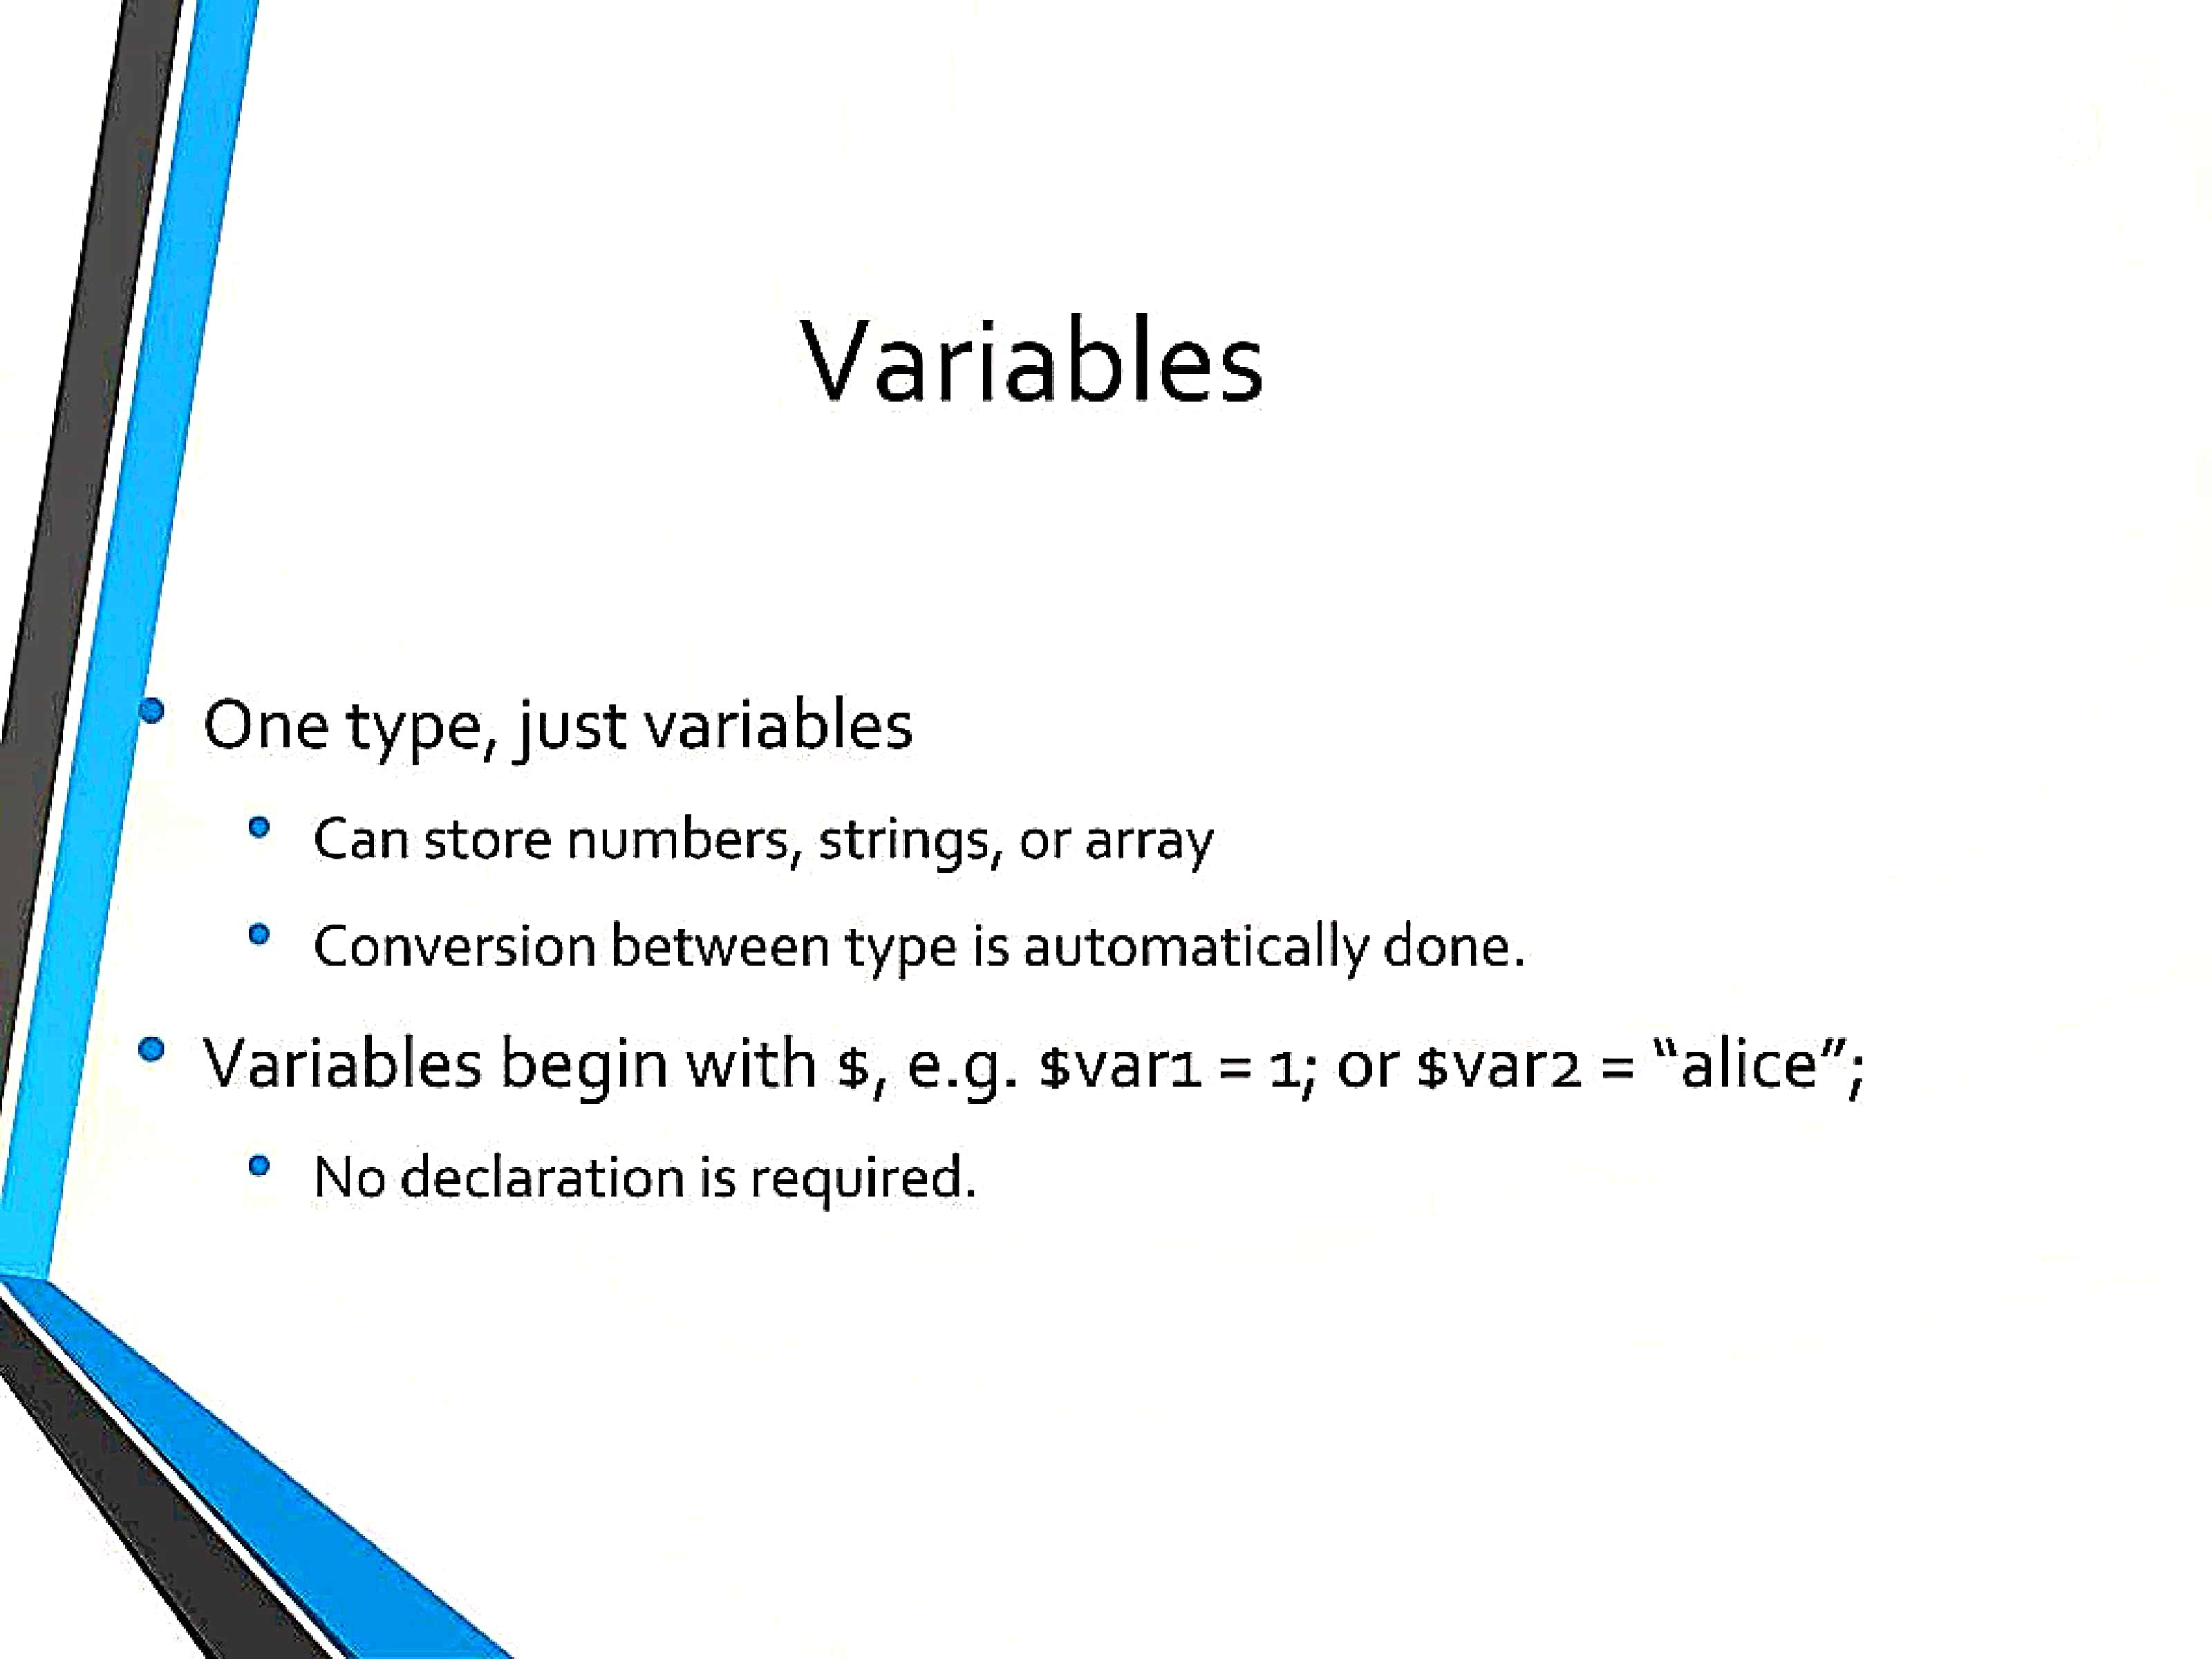 Variables
One type, just variables
Can store numbers, strings, or array
Conversion between type is automatically done.
Variables begin with $, e.g. $var1 = 1; or $var2 = “alice”;
No declaration is required.